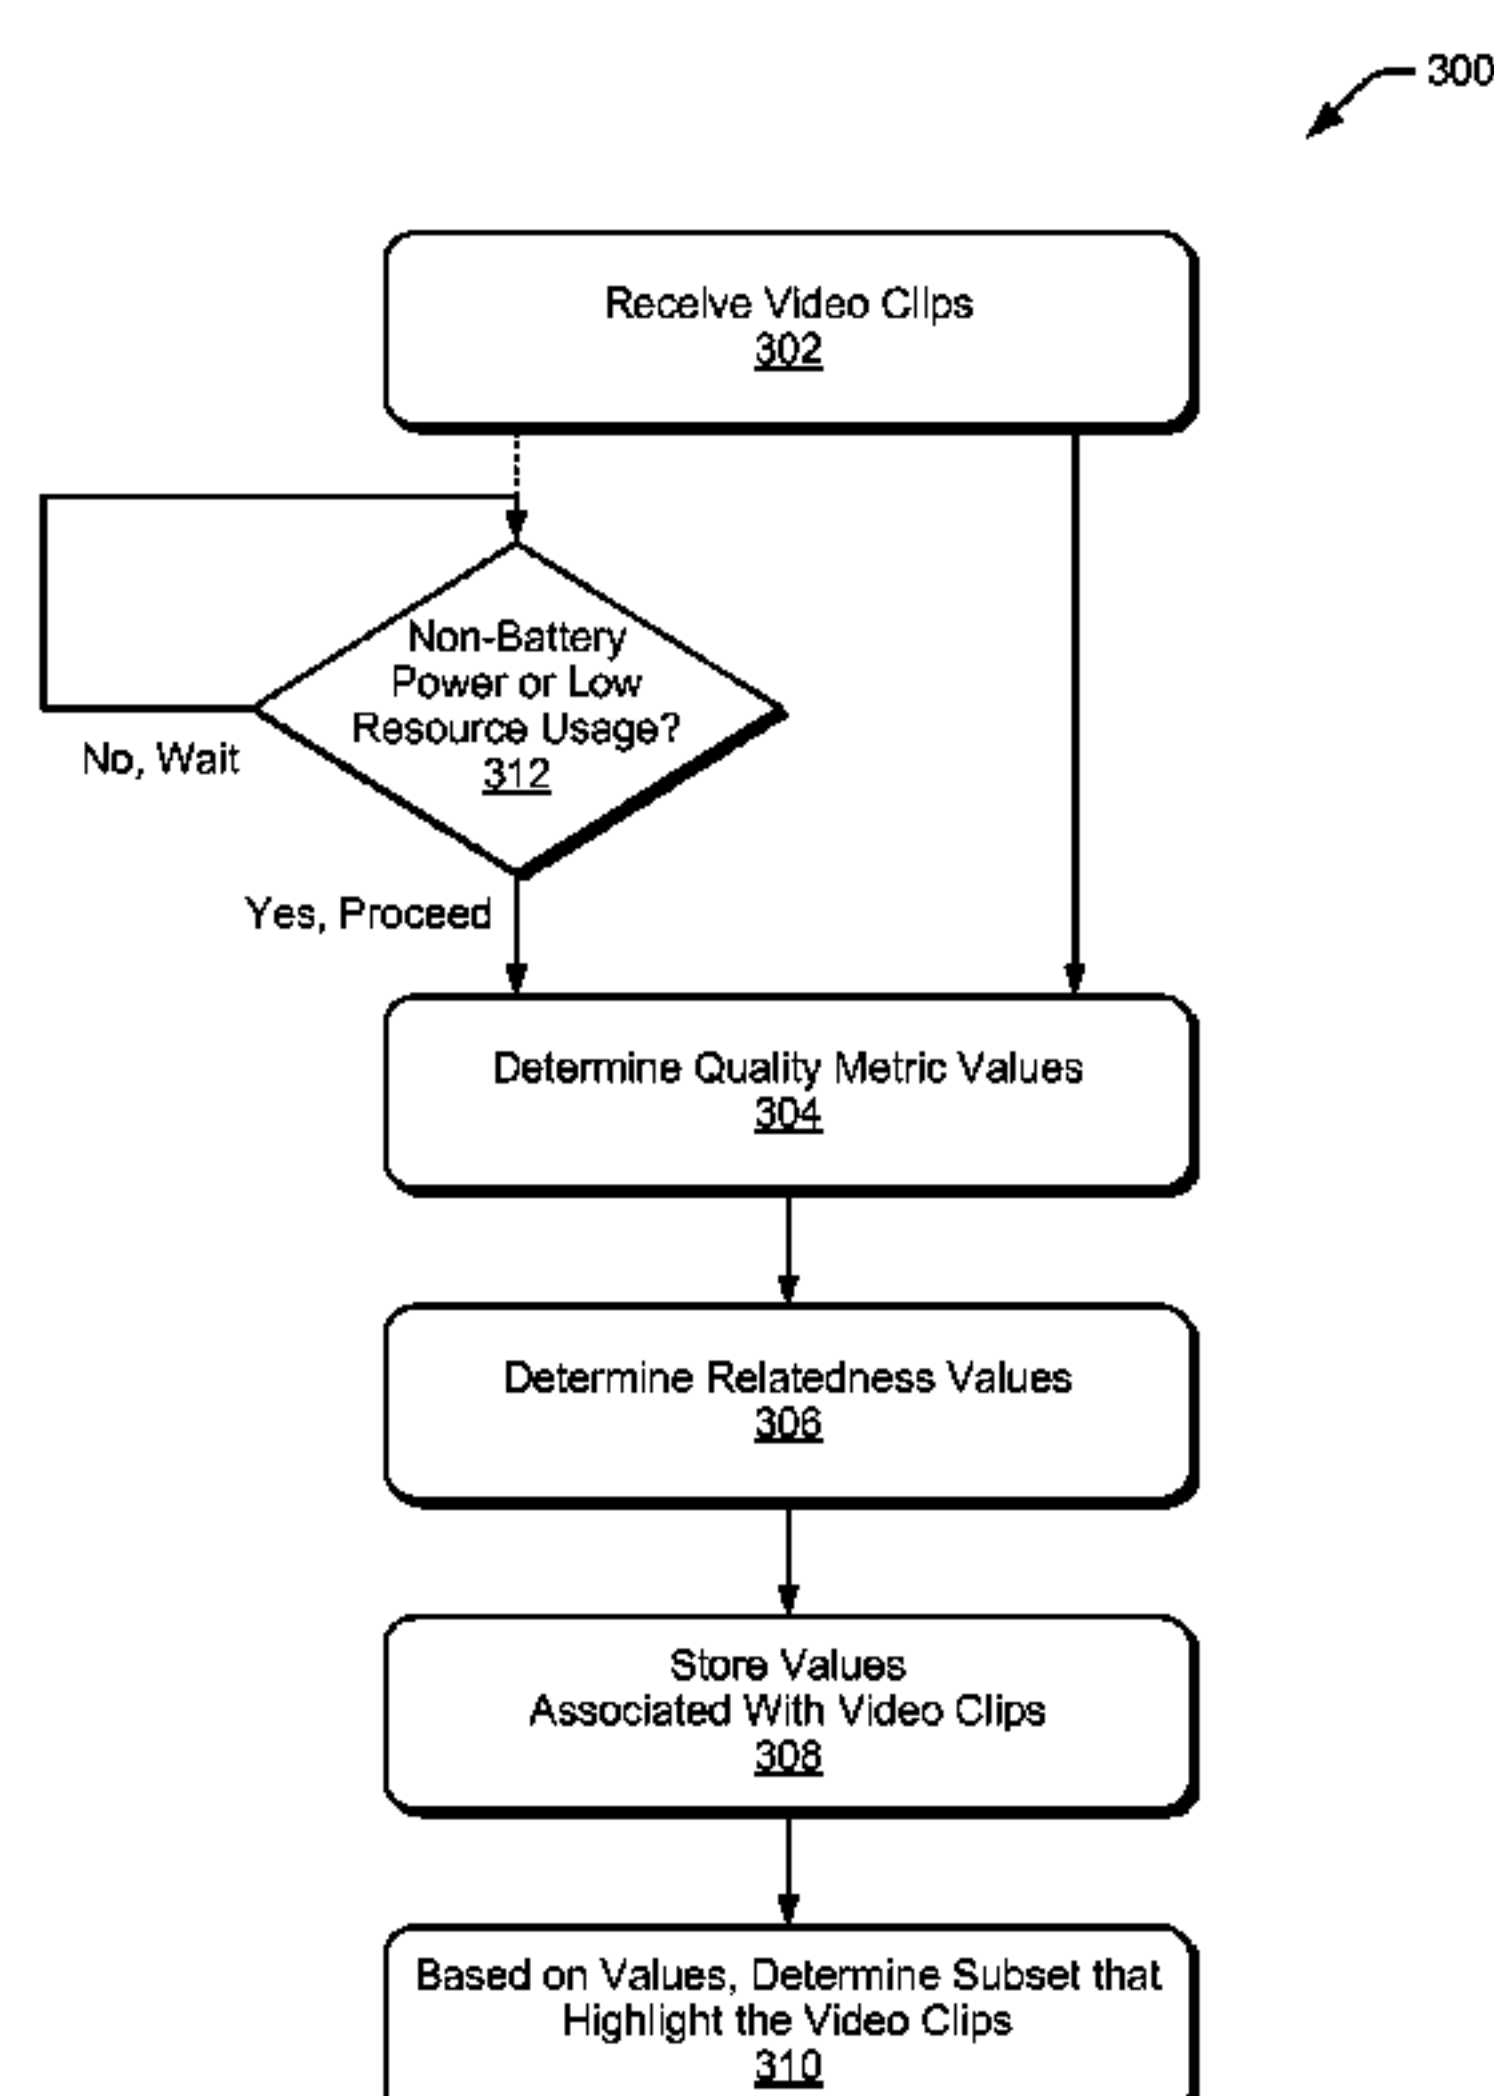 300
Receive Video Clips
302
Non-Battery
Power or Low
Resource Usage?
312
No, Wait
Yes, Proceed
Determine Quality Metric Values
304
Determine Relatedness Values
306
Store Values
Associated With Video Clips
308
Based on Values, Determine Subset that
Highlight the Video Clips
310